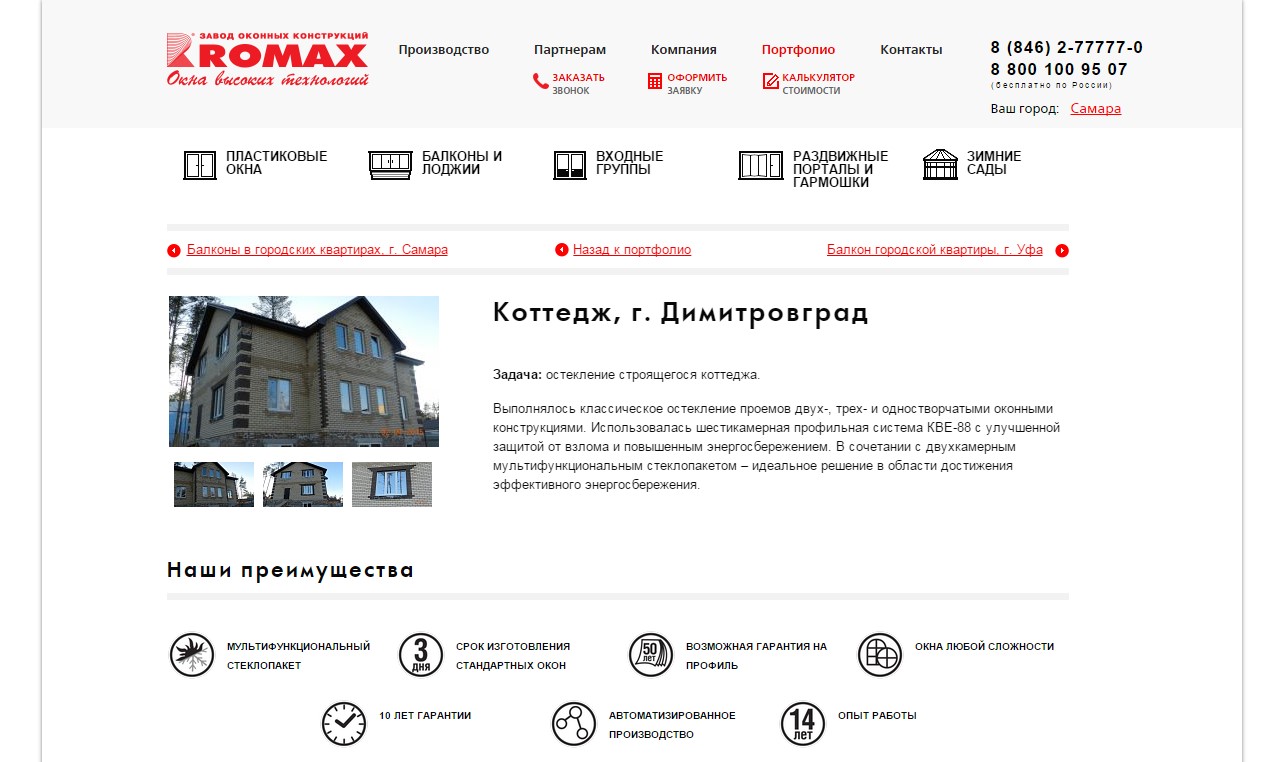 ЗАВОД ОКОННЫХ КОНСТРУКЦИЙ
ROMAX
Окна высоких технологий
Производство Партнерам Компания Портфолио Контакты
ЗАКАЗАТЬ
ЗВОНОК
ОФОРМИТЬ
ЗАЯВКУ
КАЛЬКУЛЯТОР
СТОИМОСТИ
8 (846) 2-77777-0
8 800 100 95 07
(бесплатно по России)
Ваш город: Самара
ПЛАСТИКОВЫЕ
ОКНА
БАЛКОНЫ И
ЛОДЖИИ
ВХОДНЫЕ
ГРУППЫ
РАЗДВИЖНЫЕ
ПОРТАЛЫ И
ГАРМОШКИ
ЗИМНИЕ
САДЫ
Балконы в городских квартирах, г. Самара Назад к портфолио Балкон городской квартиры, г. Уфа
Коттедж, г. Димитровград
Задача: остекление строящегося коттеджа.
Выполнялось классическое остекление проемов двух-, трех- и одностворчатыми оконными
конструкциями. Использовалась шестикамерная профильная система КВЕ-88 с улучшенной
защитой от взлома и повышенным энергосбережением. В сочетании с двухкамерным
мультифункциональным стеклопакетом – идеальное решение в области достижения
эффективного энергосбережения.
Наши преимущества
МУЛЬТИФУНКЦИОНАЛЬНЫЙ
СТЕКЛОПАКЕТ
3
ДНЯ
СРОК ИЗГОТОВЛЕНИЯ
СТАНДАРТНЫХ ОКОН
50
ЛЕТ
ВОЗМОЖНАЯ ГАРАНТИЯ НА
ПРОФИЛЬ
ОКНА ЛЮБОЙ СЛОЖНОСТИ
10 ЛЕТ ГАРАНТИИ
АВТОМАТИЗИРОВАННОЕ
ПРОИЗВОДСТВО
14
ЛЕТ
ОПЫТ РАБОТЫ